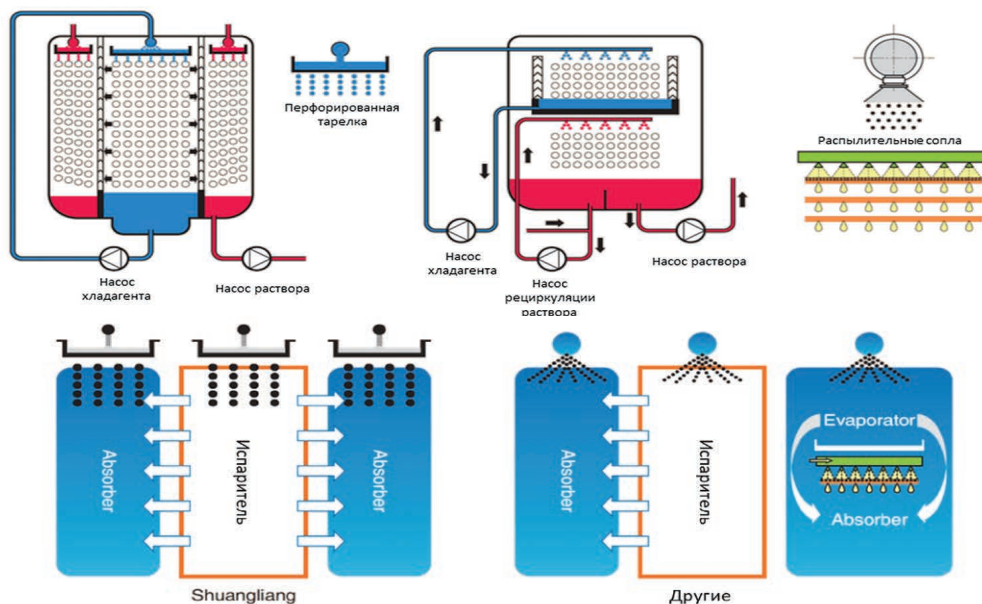 Перфорированная
тарелка
Распылительные сопла
Насос
хладагента
Насос раствора
Насос
хладагента
Насос
рециркуляции
раствора
Насос раствора
Absorber
Испаритель
Absorber
Absorber
Испаритель
Evaporator
Absorber
Shuangliang
Другие